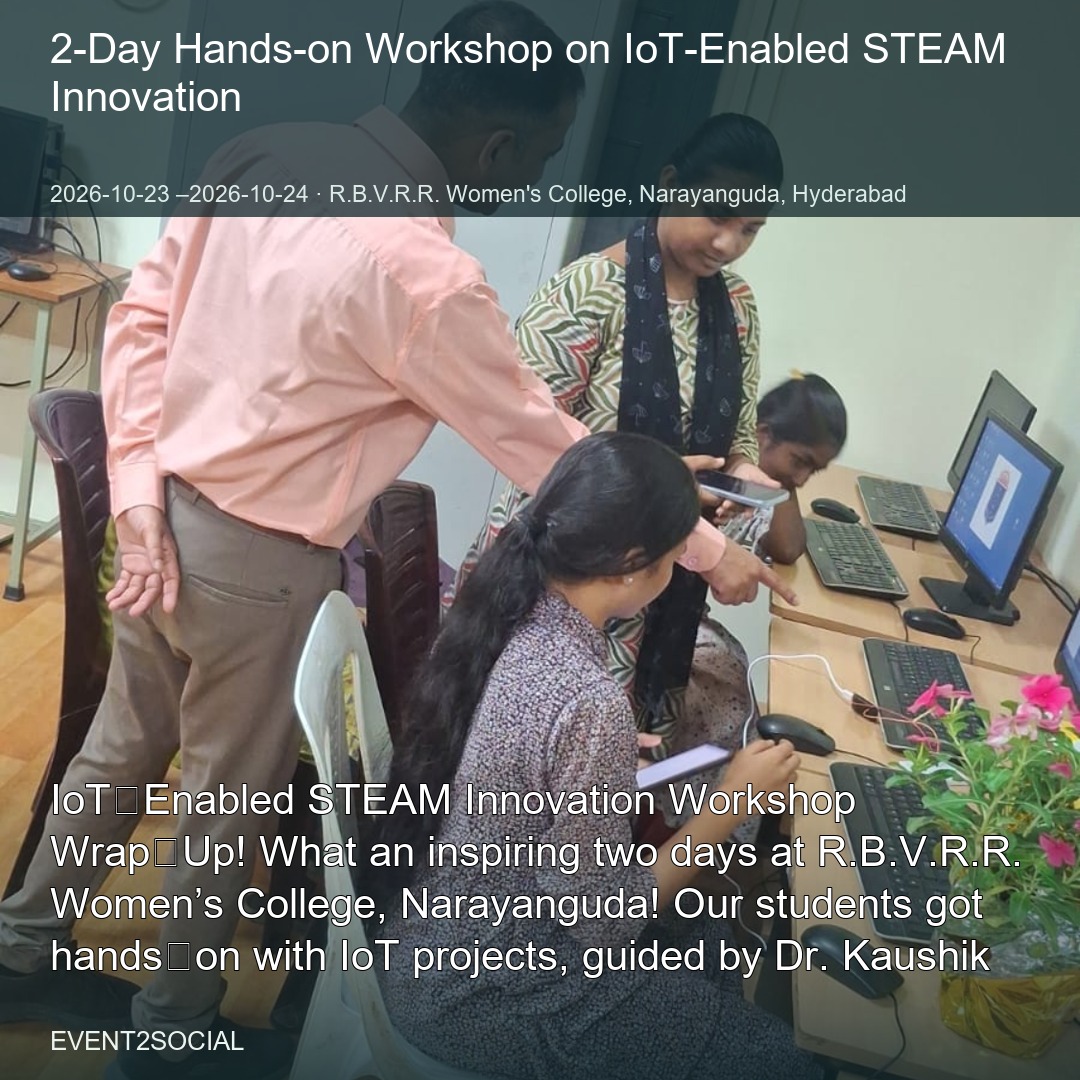 2-Day Hands-on Workshop on IoT-Enabled STEAM
Innovation
2026-10-23 –2026-10-24 · R.B.V.R.R. Women's College, Narayanguda, Hyderabad
IoT□Enabled STEAM Innovation Workshop
Wrap□Up! What an inspiring two days at R.B.V.R.R.
Women’s College, Narayanguda! Our students got
hands□on with IoT projects, guided by Dr. Kaushik
EVENT2SOCIAL